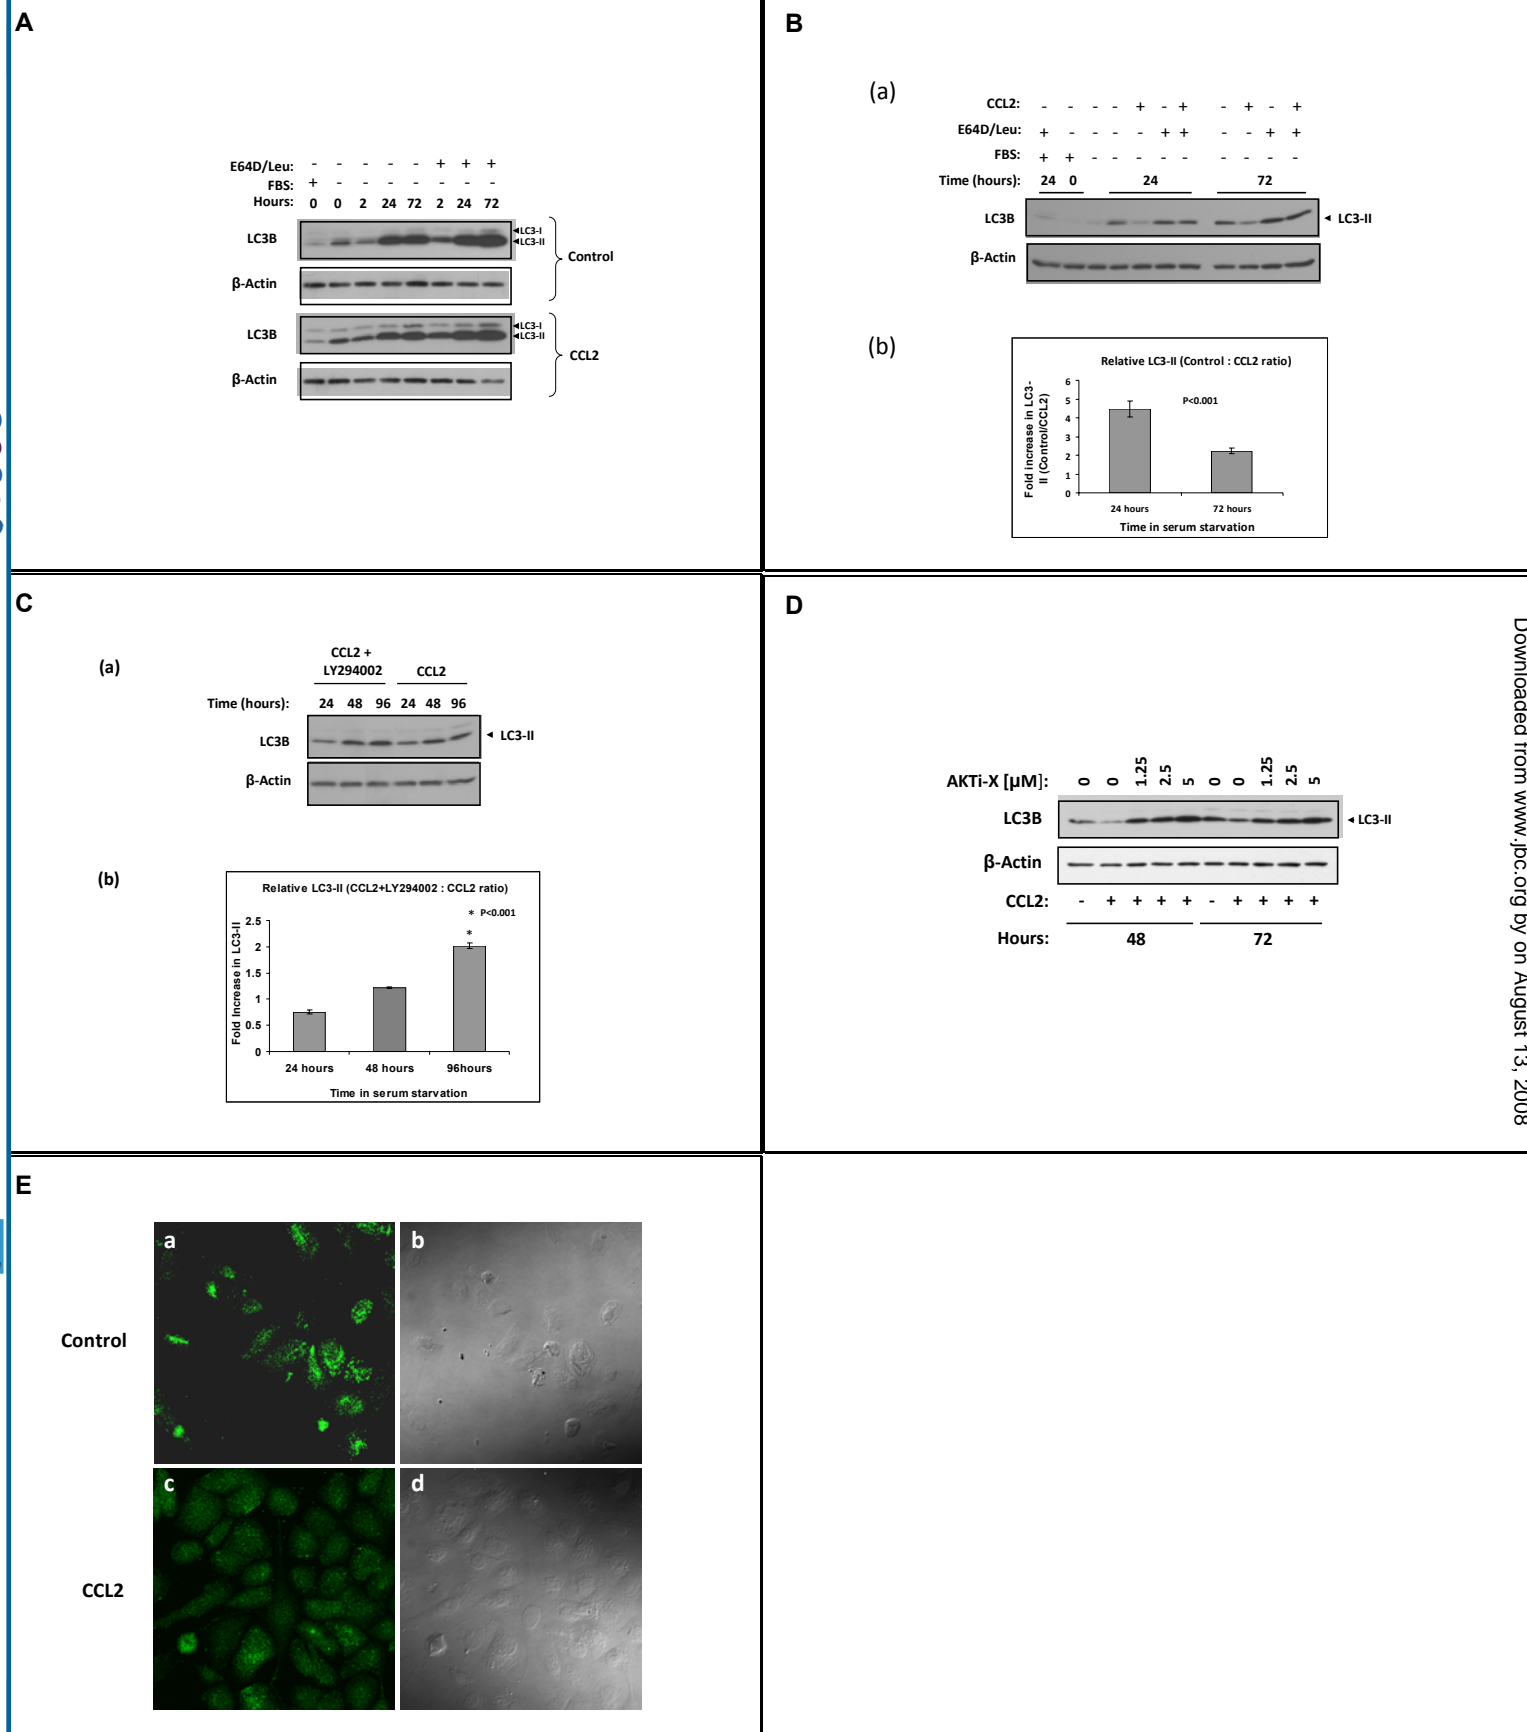 A
E64D/Leu: - - - - - + + +
FBS: + - - - - - - -
Hours: 0 0 2 24 72 2 24 72
LC3B
LC3-I
LC3-II
Control
β-Actin
LC3B
LC3-I
LC3-II
CCL2
β-Actin
B
(a)
CCL2: - - - - + - + - + - +
E64D/Leu: + - - - - + + - - + +
FBS: + + - - - - - - - - -
Time (hours): 24 0 24 72
LC3B
LC3-II
β-Actin
(b)
Relative LC3-II (Control : CCL2 ratio)
Fold increase in LC3-
II (Control/CCL2)
6
5
4
3
2
1
0
P<0.001
24 hours 72 hours
Time in serum starvation
C
(a)
CCL2 +
LY294002 CCL2
Time (hours): 24 48 96 24 48 96
LC3B
LC3-II
β-Actin
(b)
Relative LC3-II (CCL2+LY294002 : CCL2 ratio)
* P<0.001
*
Fold Increase in LC3-II
2.5
2
1.5
1
0.5
0
24 hours 48 hours 96hours
Time in serum starvation
D
AKTi-X [μM]: 0 0 1.25 2.5 5 0 0 1.25 2.5 5
LC3B
LC3-II
β-Actin
CCL2: - + + + + - + + + +
Hours: 48 72
E
Control
a
b
CCL2
c
d
Downloaded from www.jbc.org by on August 13, 2008